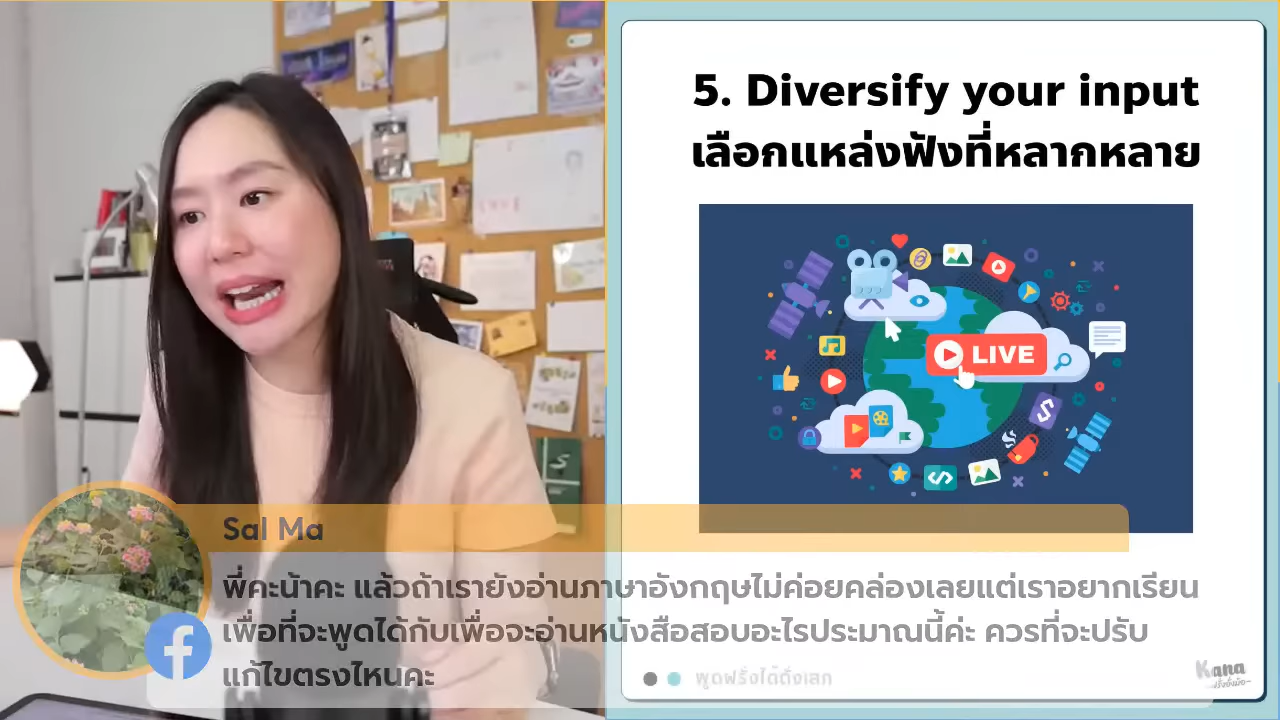 5. Diversify your input
เลือกแหล่งฟังที่หลากหลาย
LIVE
Sal Ma
พี่คะน้าคะ แล้วถ้าเรายังอ่านภาษาอังกฤษไม่ค่อยคล่องเลยแต่เราอยากเรียน
เพื่อที่จะพูดได้กับเพื่อจะอ่านหนังสือสอบอะไรประมาณนี้ค่ะ ควรที่จะปรับ
แก้ไขตรงไหนคะ
พูดฟรั่งได้ดั่งเสก
Kana